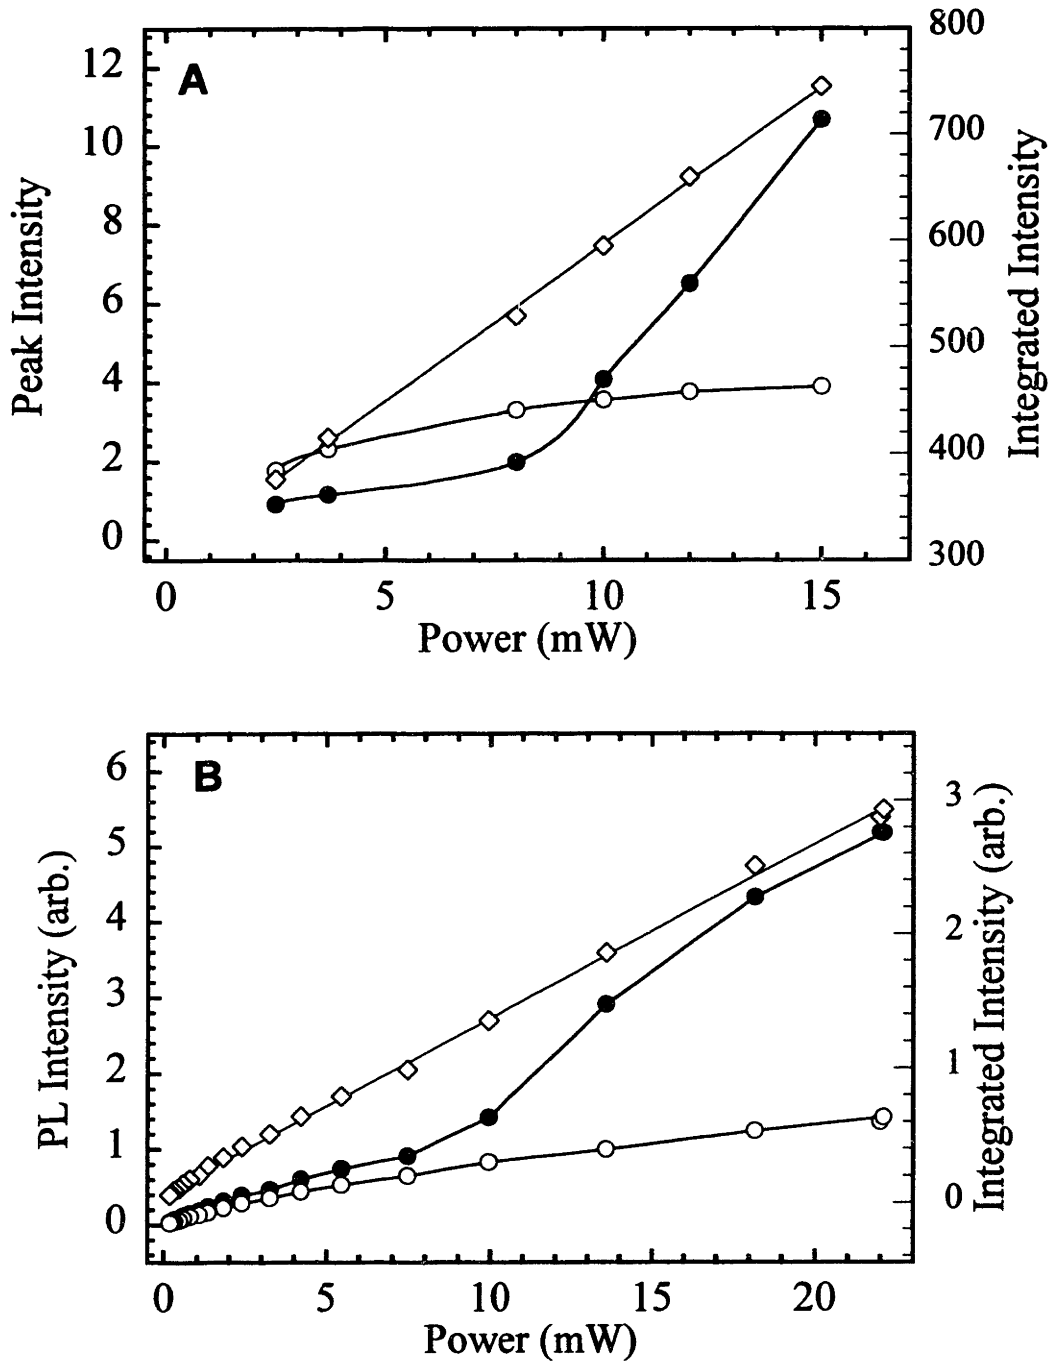 A
12
10
8
6
4
2
0
Peak Intensity
800
700
600
500
400
300
Integrated Intensity
0 5 10 15
Power (mW)
B
6
5
4
3
2
1
0
PL Intensity (arb.)
3
2
1
0
Integrated Intensity (arb.)
0 5 10 15 20
Power (mW)